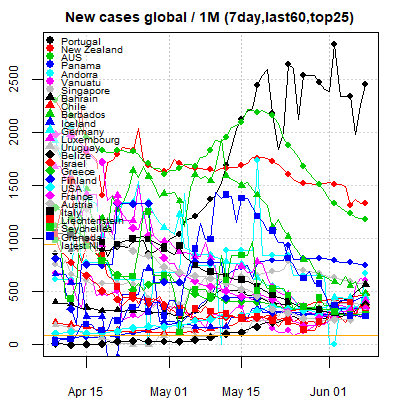 New cases global / 1M (7day,last60,top25)
Portugal
New Zealand
AUS
Panama
Andorra
Vanuatu
Singapore
Bahrain
Chile
Barbados
Iceland
Germany
Luxembourg
Uruguay
Belize
Israel
Greece
Finland
USA
France
Austria
Italy
Liechtenstein
Seychelles
Grenada
latest NL
0
500
1000
1500
2000
2500
Apr 15
May 01
May 15
Jun 01